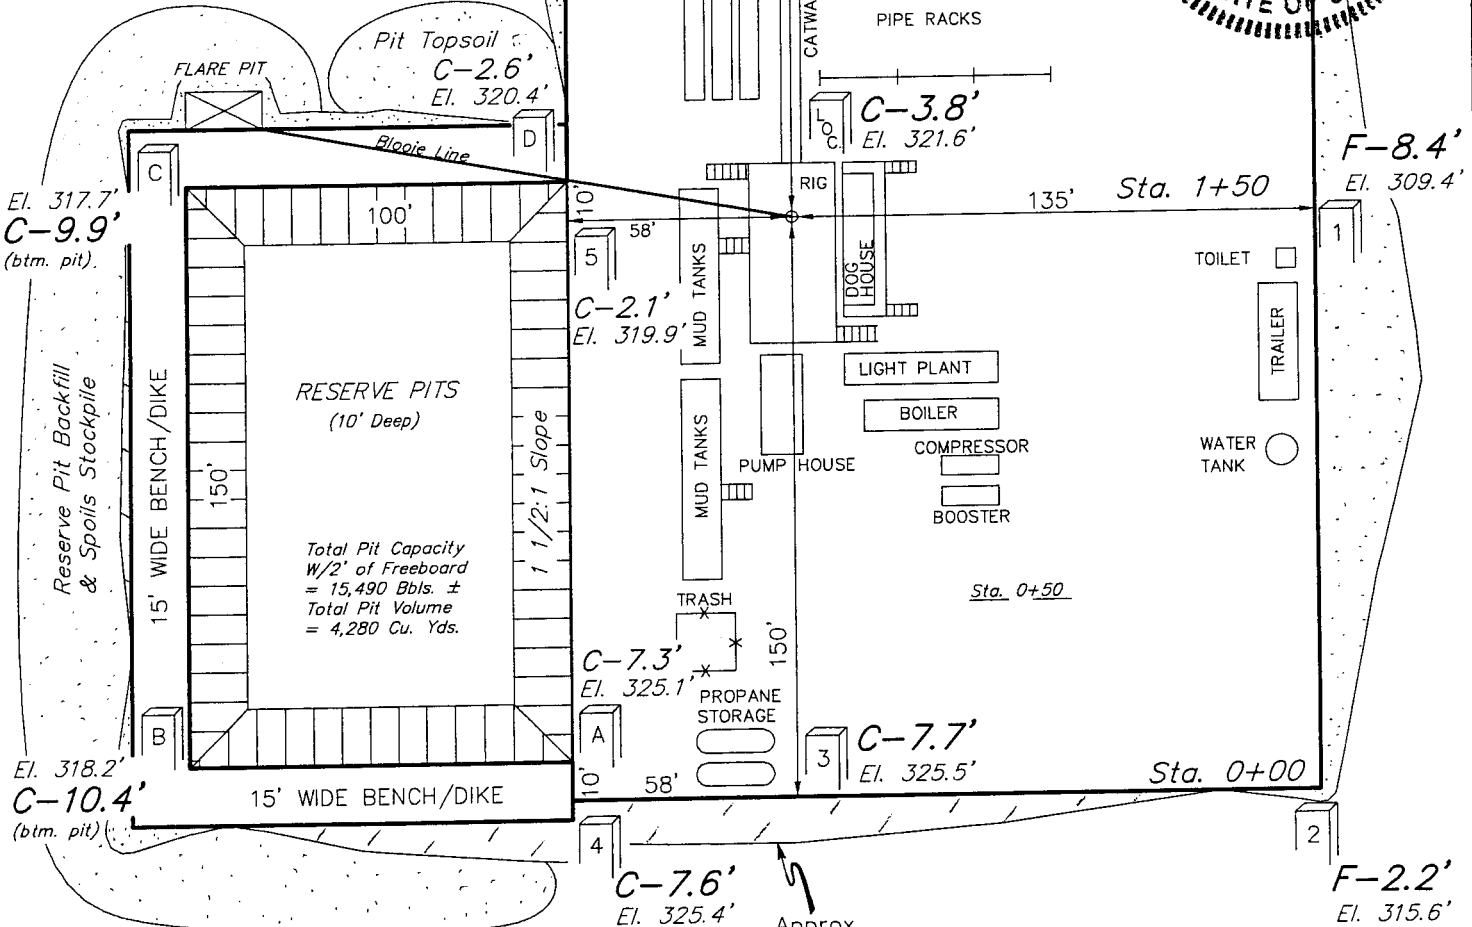 PIPE RACKS
Pit Topsoil
C-2.6'
El. 320.4'
FLARE PIT
L
O
C.
C-3.8'
El. 321.6'
D
Blooie Line
C
RIG
F-8.4'
El. 309.4'
El. 317.7'
C-9.9'
(btm. pit)
100'
10'
58'
135'
Sta. 1+50
1
5
C-2.1'
El. 319.9'
MUD TANKS
DOG
HOUSE
TOILET
TRAILER
LIGHT PLANT
BOILER
COMPRESSOR
BOOSTER
PUMP HOUSE
WATER
TANK
MUD TANKS
Reserve Pit Backfill
& Spoils Stockpile
15' WIDE BENCH/DIKE
150'
RESERVE PITS
(10' Deep)
1 1/2:1 Slope
Total Pit Capacity
W/2' of Freeboard
= 15,490 Bbls. ±
Total Pit Volume
= 4,280 Cu. Yds.
TRASH
Sta. 0+50
150'
C-7.3'
El. 325.1'
PROPANE
STORAGE
A
B
3
C-7.7'
El. 325.5'
Sta. 0+00
El. 318.2'
C-10.4'
(btm. pit)
15' WIDE BENCH/DIKE
10'
58'
4
C-7.6'
El. 325.4'
2
F-2.2'
El. 315.6'